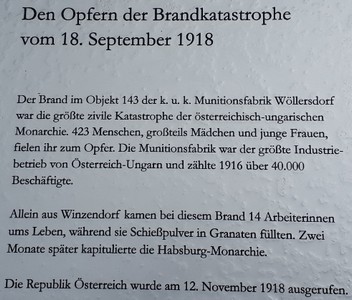 Den Opfern der Brandkatastrophe
vom 18. September 1918
Der Brand im Objekt 143 der k. u. k. Munitionsfabrik Wöllersdorf
war die größte zivile Katastrophe der österreichisch-ungarischen
Monarchie. 423 Menschen, großteils Mädchen und junge Frauen,
fielen ihr zum Opfer. Die Munitionsfabrik war der größte Industrie-
betrieb von Österreich-Ungarn und zählte 1916 über 40.000
Beschäftigte.
Allein aus Winzendorf kamen bei diesem Brand 14 Arbeiterinnen
ums Leben, während sie Schießpulver in Granaten füllten. Zwei
Monate später kapitulierte die Habsburg-Monarchie.
Die Republik Österreich wurde am 12. November 1918 ausgerufen.